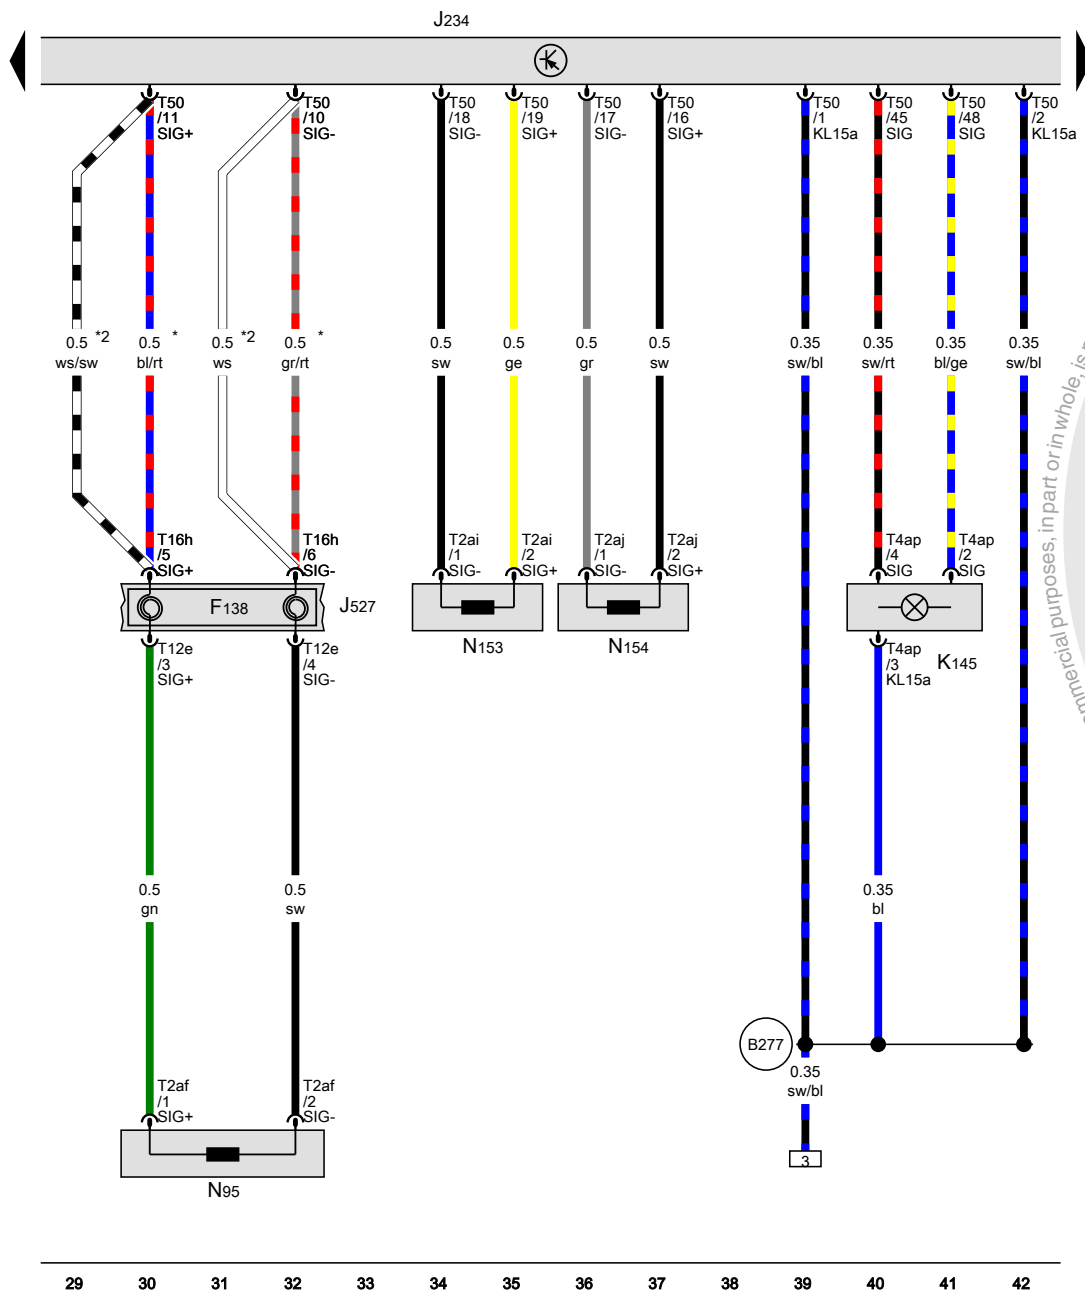 J234
T50 /11 SIG+
T50 /10 SIG-
T50 /18 SIG-
T50 /19 SIG+
T50 /17 SIG-
T50 /16 SIG+
T50 /1 KL15a
T50 /45 SIG
T50 /48 SIG
T50 /2 KL15a
0.5 *2 ws/sw
0.5 * bl/rt
0.5 *2 ws
0.5 * gr/rt
0.5 sw
0.5 ge
0.5 gr
0.5 sw
0.35 sw/bl
0.35 sw/rt
0.35 bl/ge
0.35 sw/bl
T16h /5 SIG+
T16h /6 SIG-
T2ai /1 SIG-
T2ai /2 SIG+
T2aj /1 SIG-
T2aj /2 SIG+
T4ap /4 SIG
T4ap /2 SIG
F138
J527
N153
N154
K145
T12e /3 SIG+
T12e /4 SIG-
T4ap /3 KL15a
0.5 gn
0.5 sw
0.35 bl
B277
0.35 sw/bl
3
T2af /1 SIG+
T2af /2 SIG-
N95
29 30 31 32 33 34 35 36 37 38 39 40 41 42
purposes, in part or in whole, is